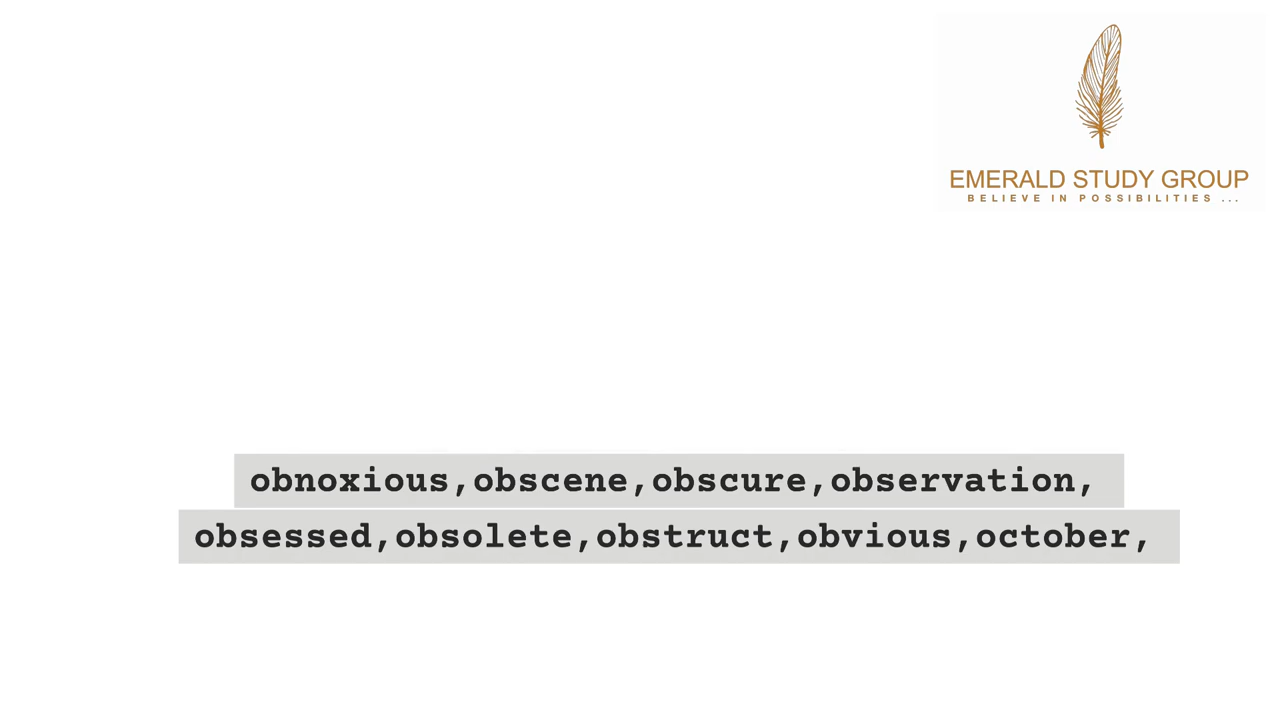 EMERALD STUDY GROUP
BELIEVE IN POSSIBILITIES ...
obnoxious,obscene,obscure,observation,
obsessed,obsolete,obstruct,obvious,october,